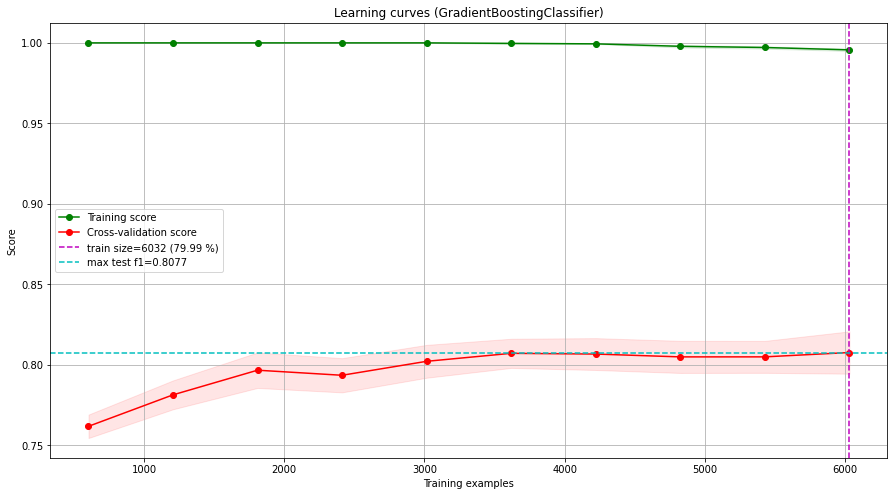 Learning curves (GradientBoostingClassifier)
1.00
0.95
0.90
0.85
0.80
0.75
Score
Training score
Cross-validation score
train size=6032 (79.99 %)
max test f1=0.8077
1000
2000
3000
4000
5000
6000
Training examples